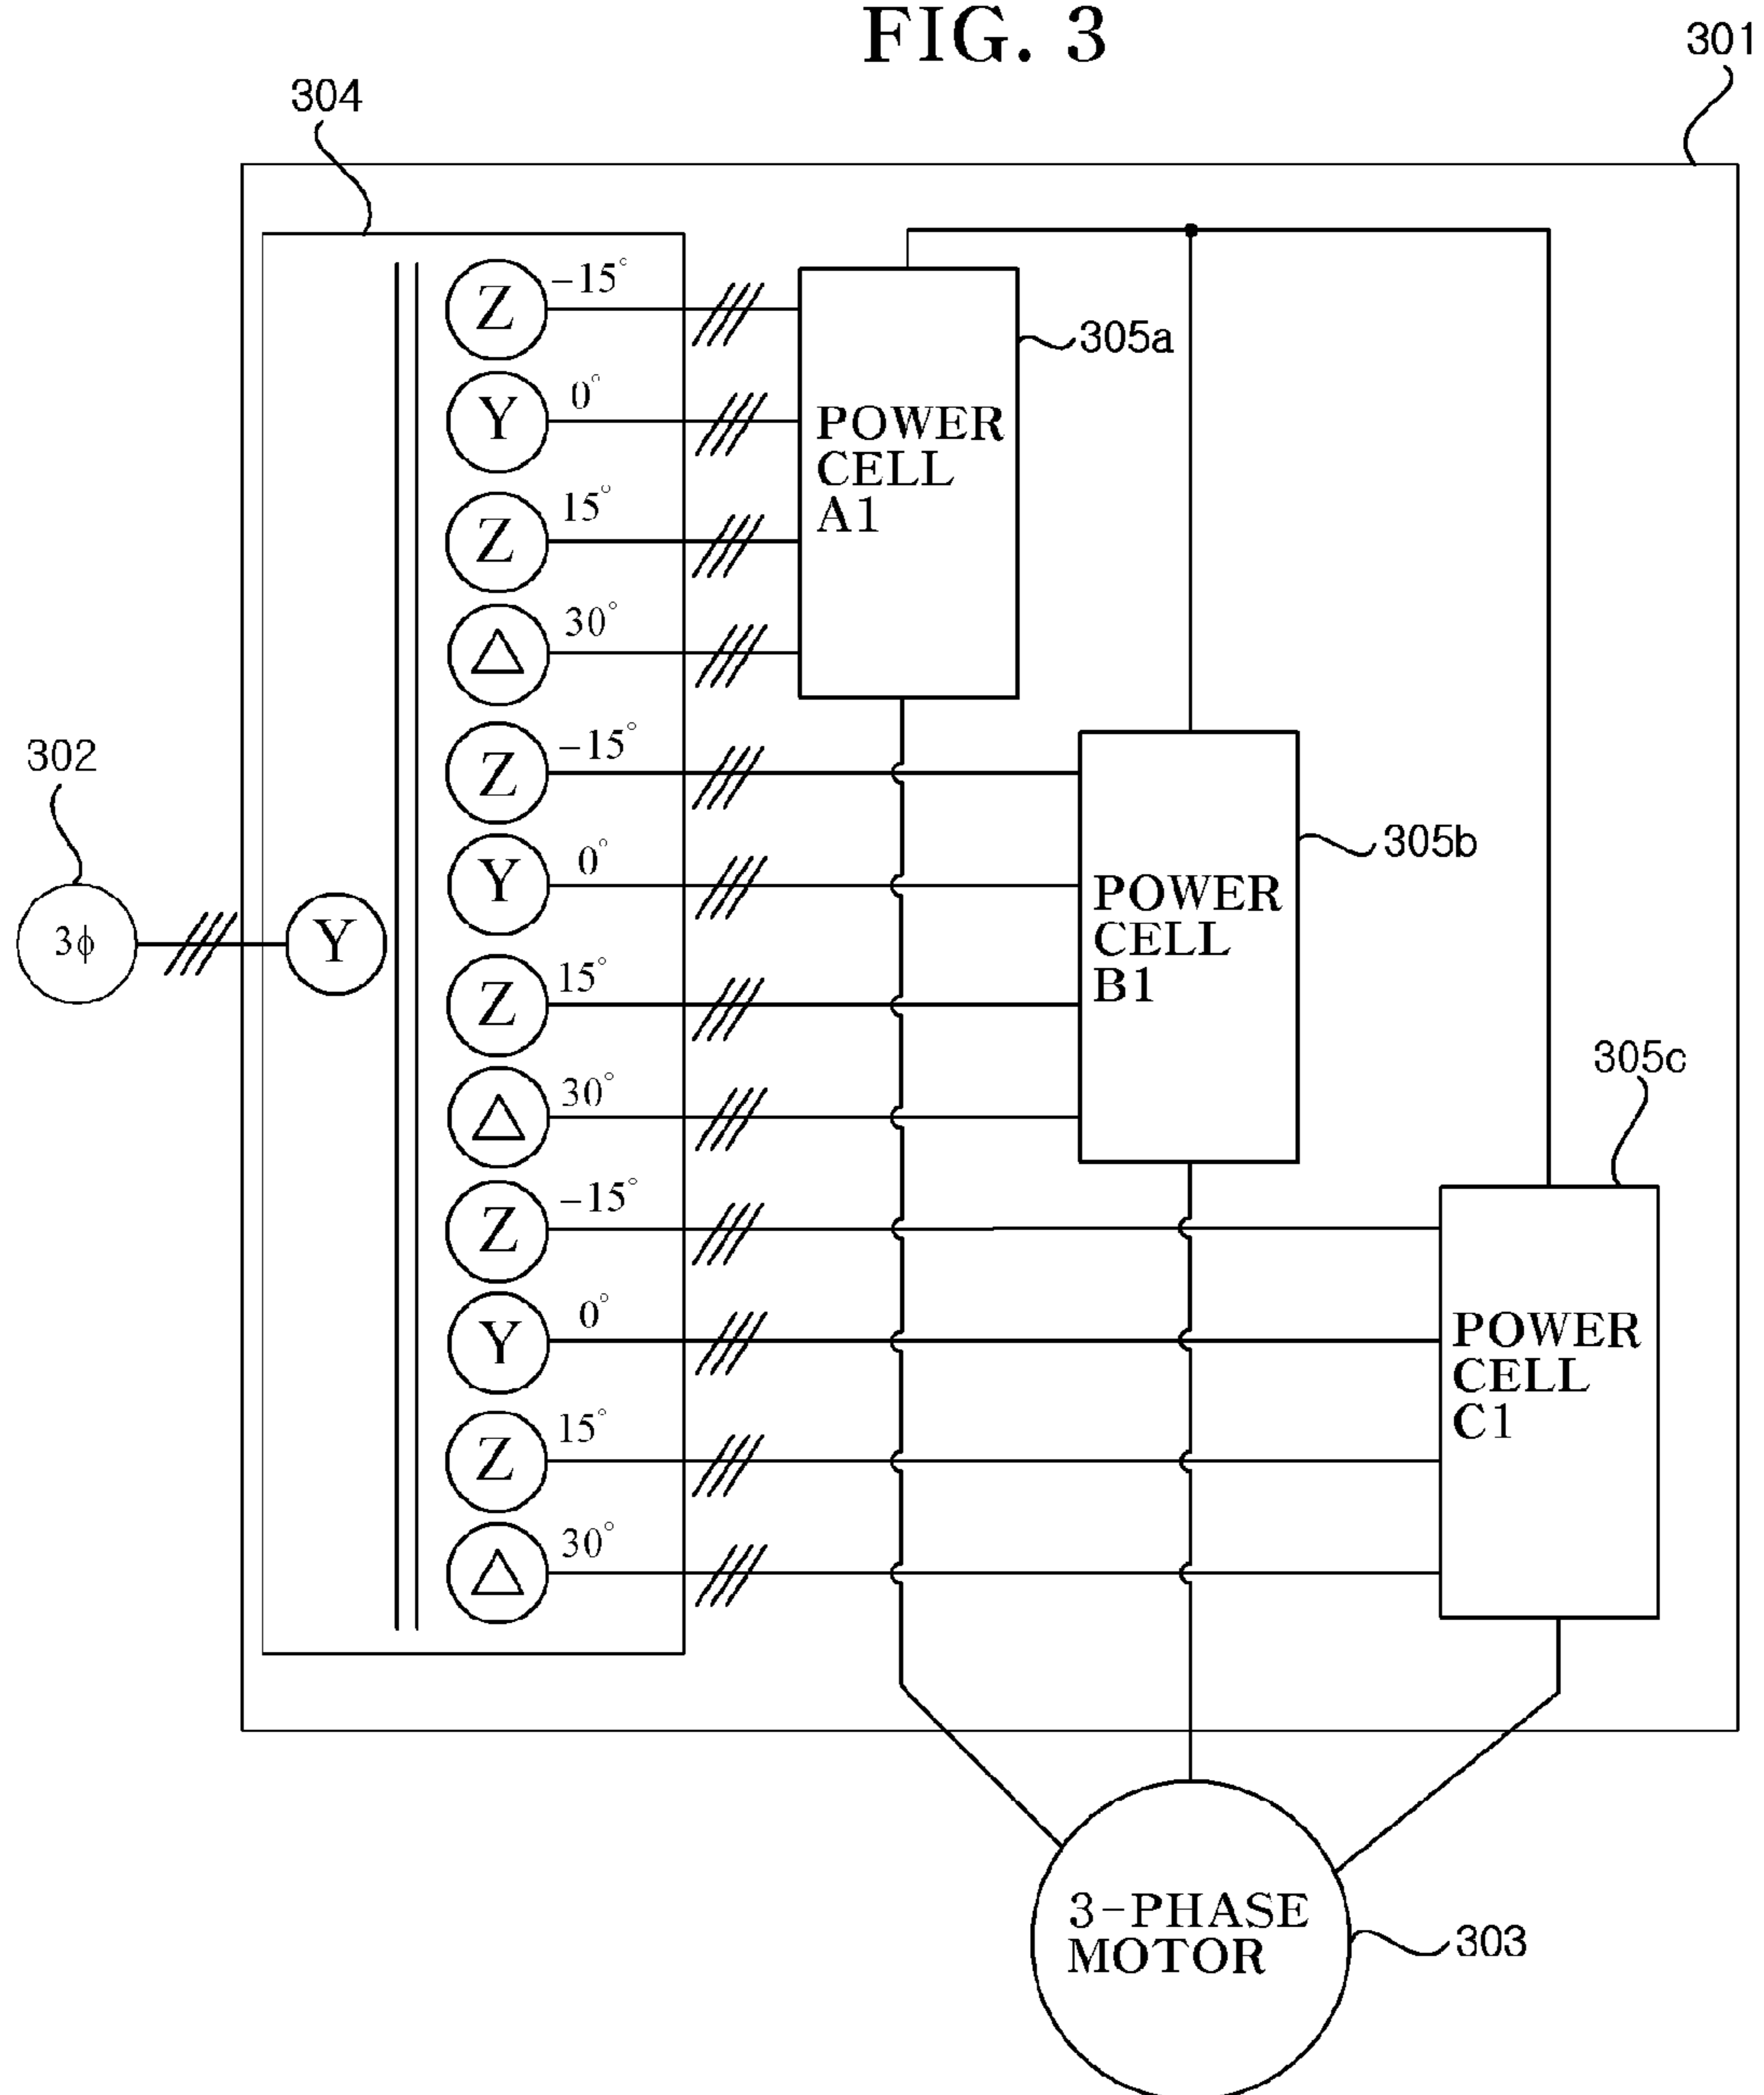 FIG. 3
301
304
Z -15°
Y 0°
Z 15°
△ 30°
305a
POWER
CELL
A1
302
3ϕ
Y
Z -15°
Y 0°
Z 15°
△ 30°
305b
POWER
CELL
B1
305c
Z -15°
Y 0°
Z 15°
△ 30°
POWER
CELL
C1
3-PHASE
MOTOR
303